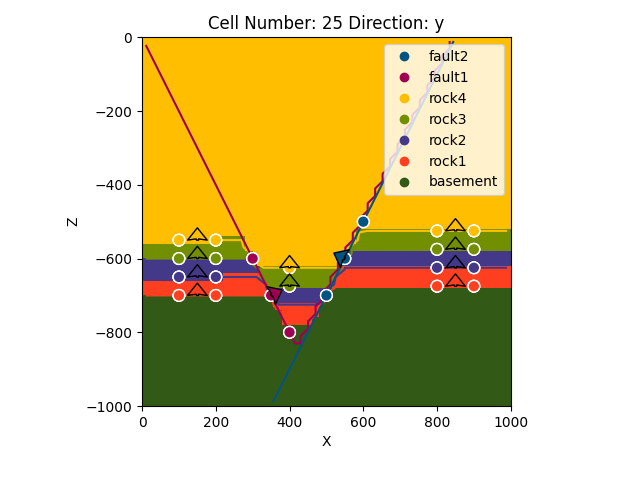 Cell Number: 25 Direction: y
0
−200
−400
−600
−800
−1000
Z
fault2
fault1
rock4
rock3
rock2
rock1
basement
0 200 400 600 800 1000
X